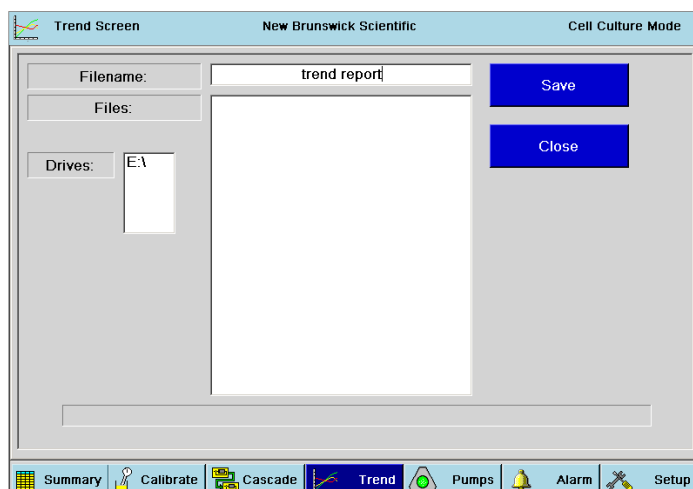 Trend Screen New Brunswick Scientific Cell Culture Mode
Filename: trend report Save
Files:
Close
Drives: E:\
Summary Calibrate Cascade Trend Pumps Alarm Setup